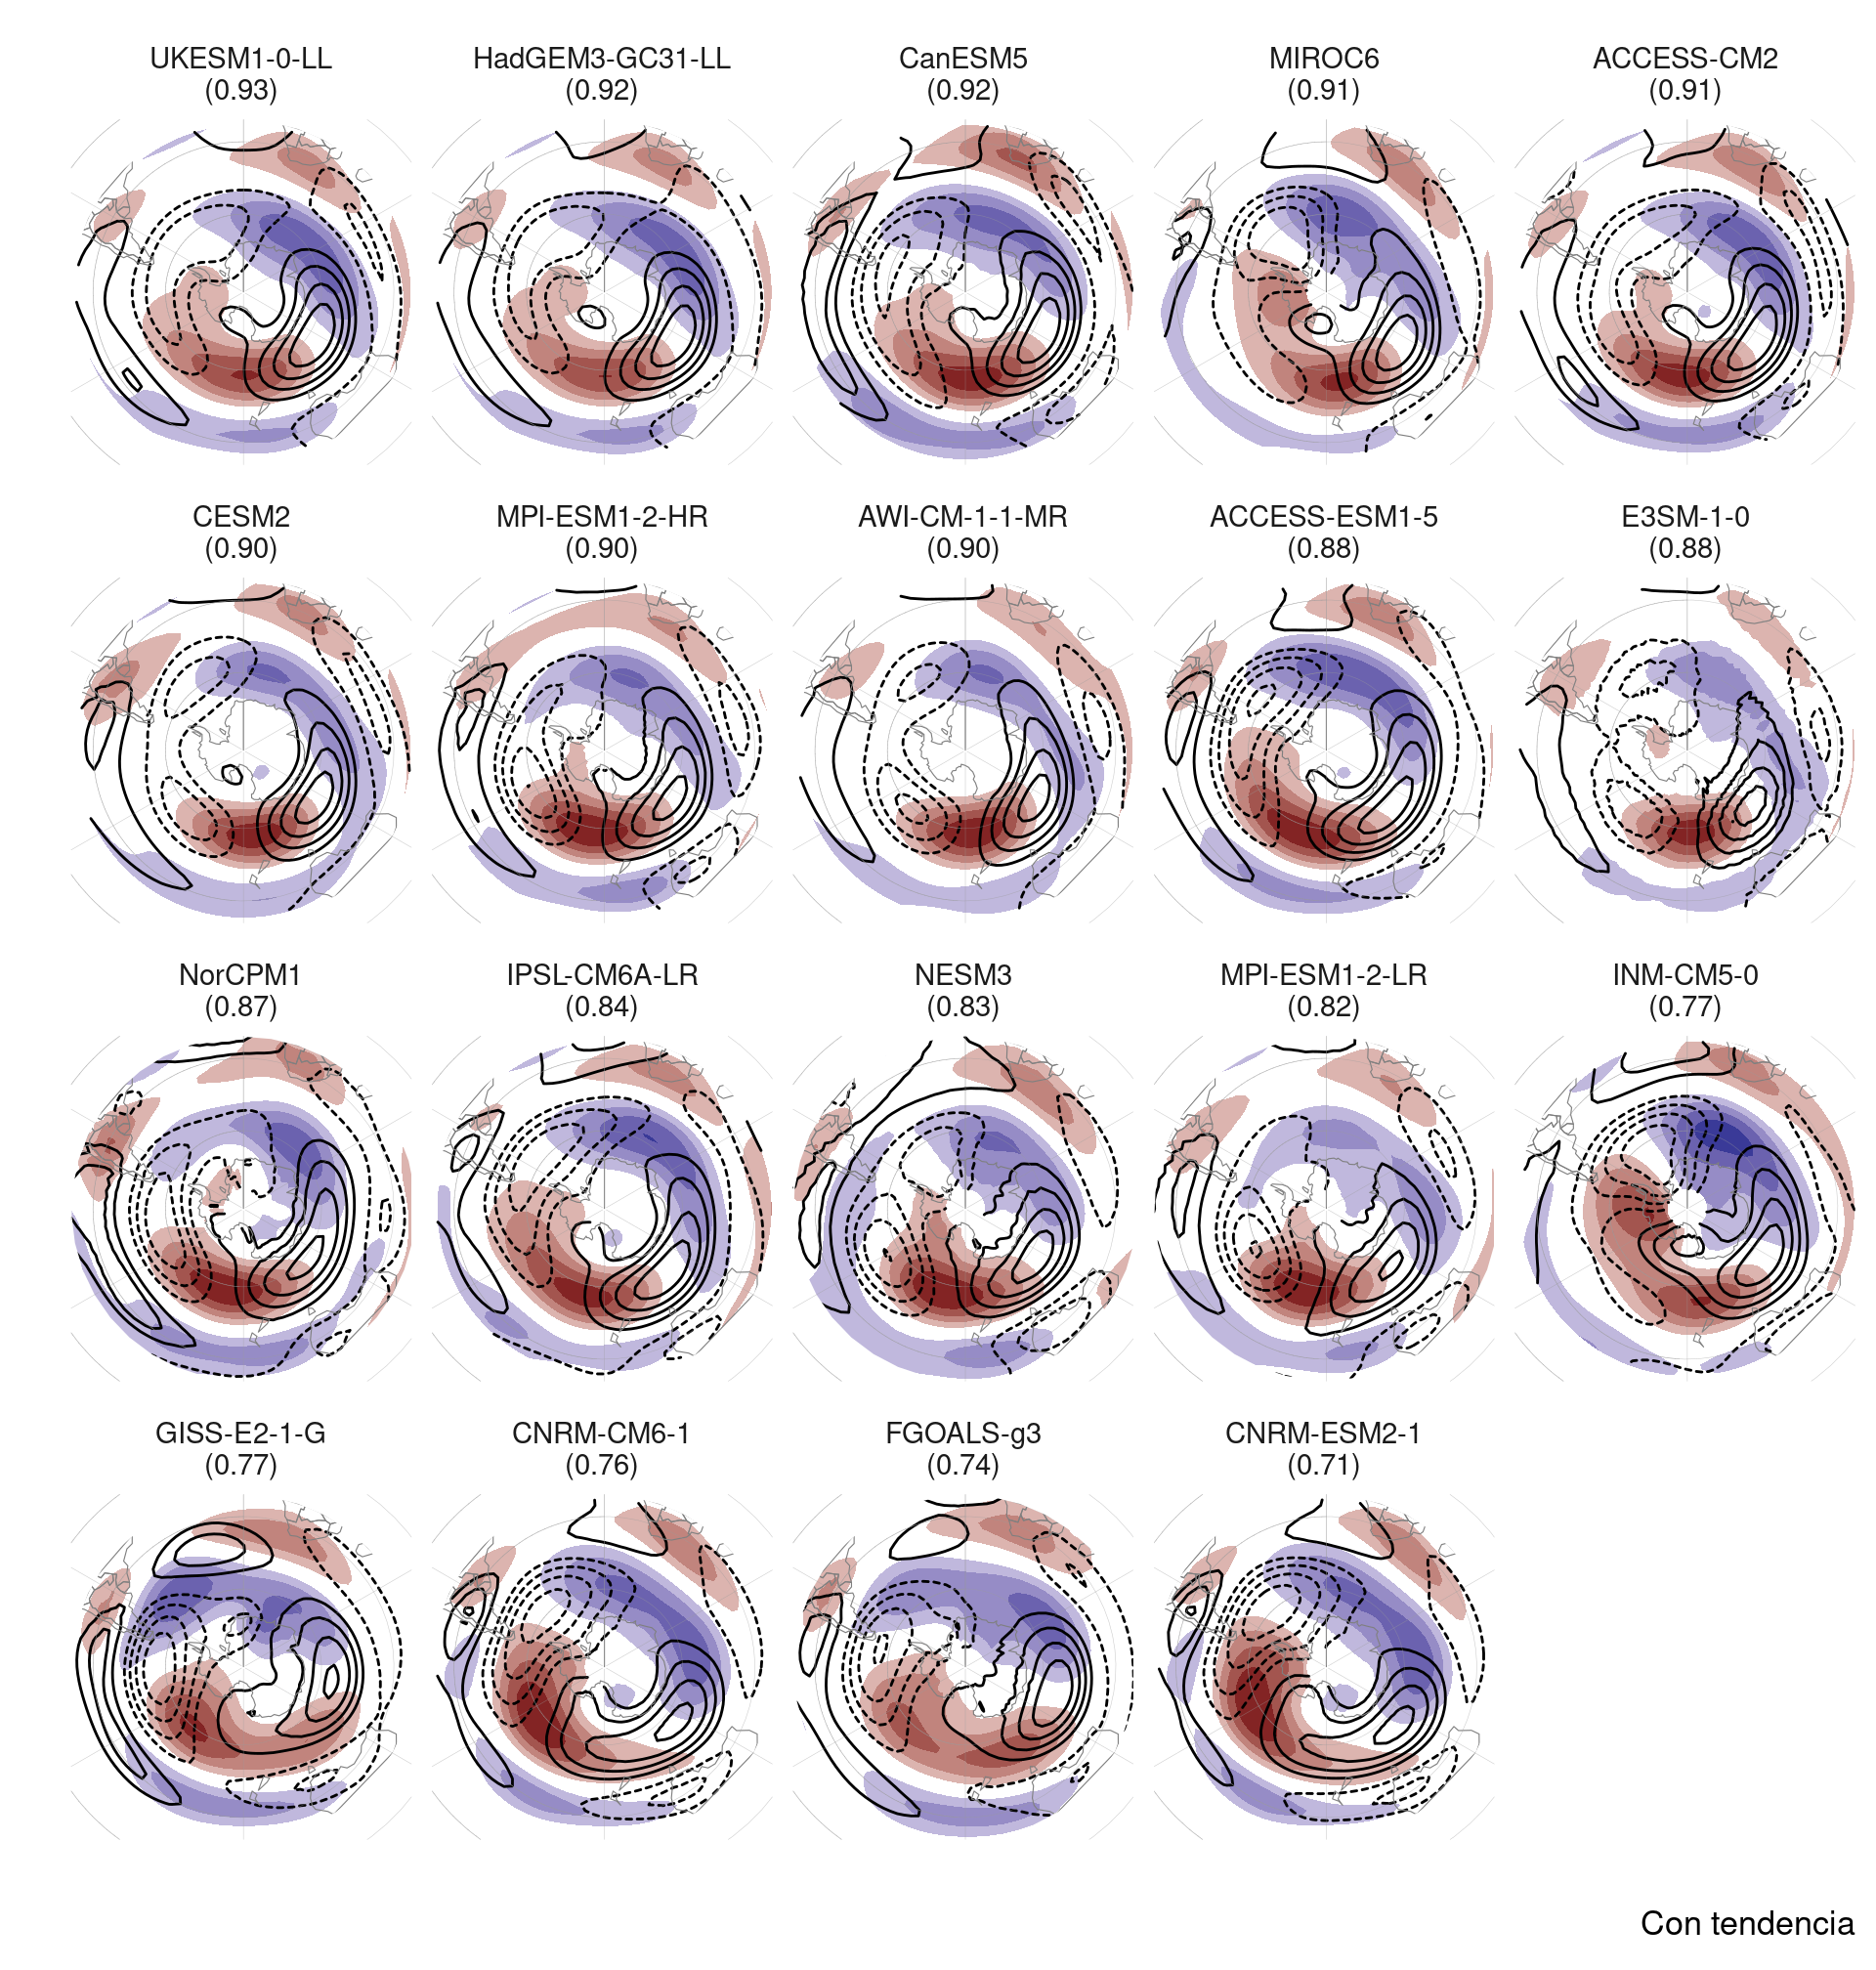 UKESM1-0-LL
(0.93)
HadGEM3-GC31-LL
(0.92)
CanESM5
(0.92)
MIROC6
(0.91)
ACCESS-CM2
(0.91)
CESM2
(0.90)
MPI-ESM1-2-HR
(0.90)
AWI-CM-1-1-MR
(0.90)
ACCESS-ESM1-5
(0.88)
E3SM-1-0
(0.88)
NorCPM1
(0.87)
IPSL-CM6A-LR
(0.84)
NESM3
(0.83)
MPI-ESM1-2-LR
(0.82)
INM-CM5-0
(0.77)
GISS-E2-1-G
(0.77)
CNRM-CM6-1
(0.76)
FGOALS-g3
(0.74)
CNRM-ESM2-1
(0.71)
Con tendencia